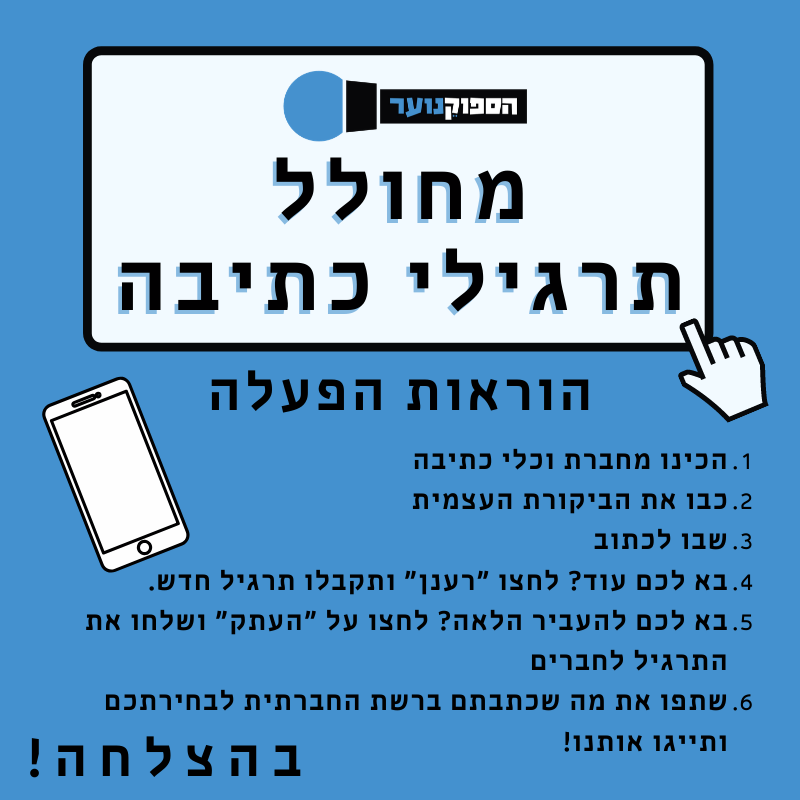 הספוקנוער
מחולל
תרגילי כתיבה
הוראות הפעלה
1. הכינו מחברת וכלי כתיבה
2. כבו את הביקורת העצמית
3. שבו לכתוב
4. בא לכם עוד? לחצו "רענן" ותקבלו תרגיל חדש.
5. בא לכם להעביר הלאה? לחצו על "העתק" ושלחו את
התרגיל לחברים
6. שתפו את מה שכתבתם ברשת החברתית לבחירתכם
ותייגו אותנו!
בהצלחה!